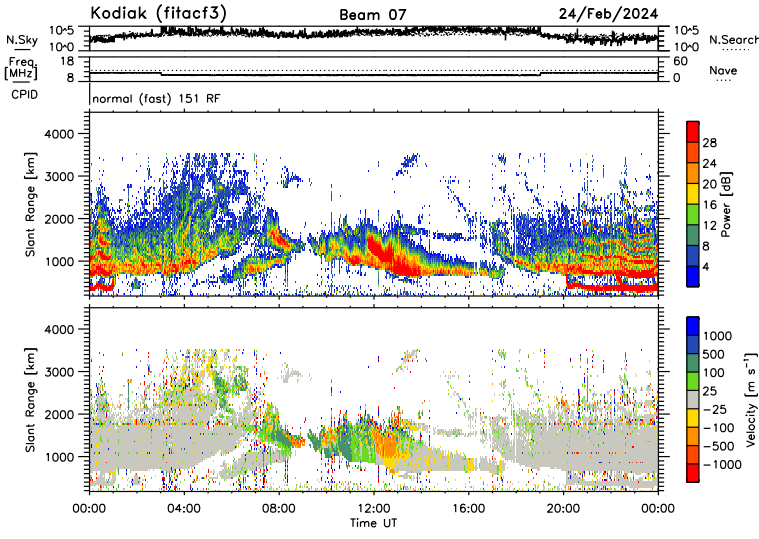 Kodiak (fitacf3) Beam 07 24/Feb/2024
N.Sky 10^5 10^0 10^5 10^0 N.Search
Freq. [MHz] 18 8 60 0 Nave
CPID normal (fast) 151 RF
Slant Range [km]
4000
3000
2000
1000
28
24
20
16
12
8
4
Power [dB]
Slant Range [km]
4000
3000
2000
1000
1000
500
100
25
-25
-100
-500
-1000
Velocity [m s^-1]
00:00 04:00 08:00 12:00 16:00 20:00 00:00
Time UT